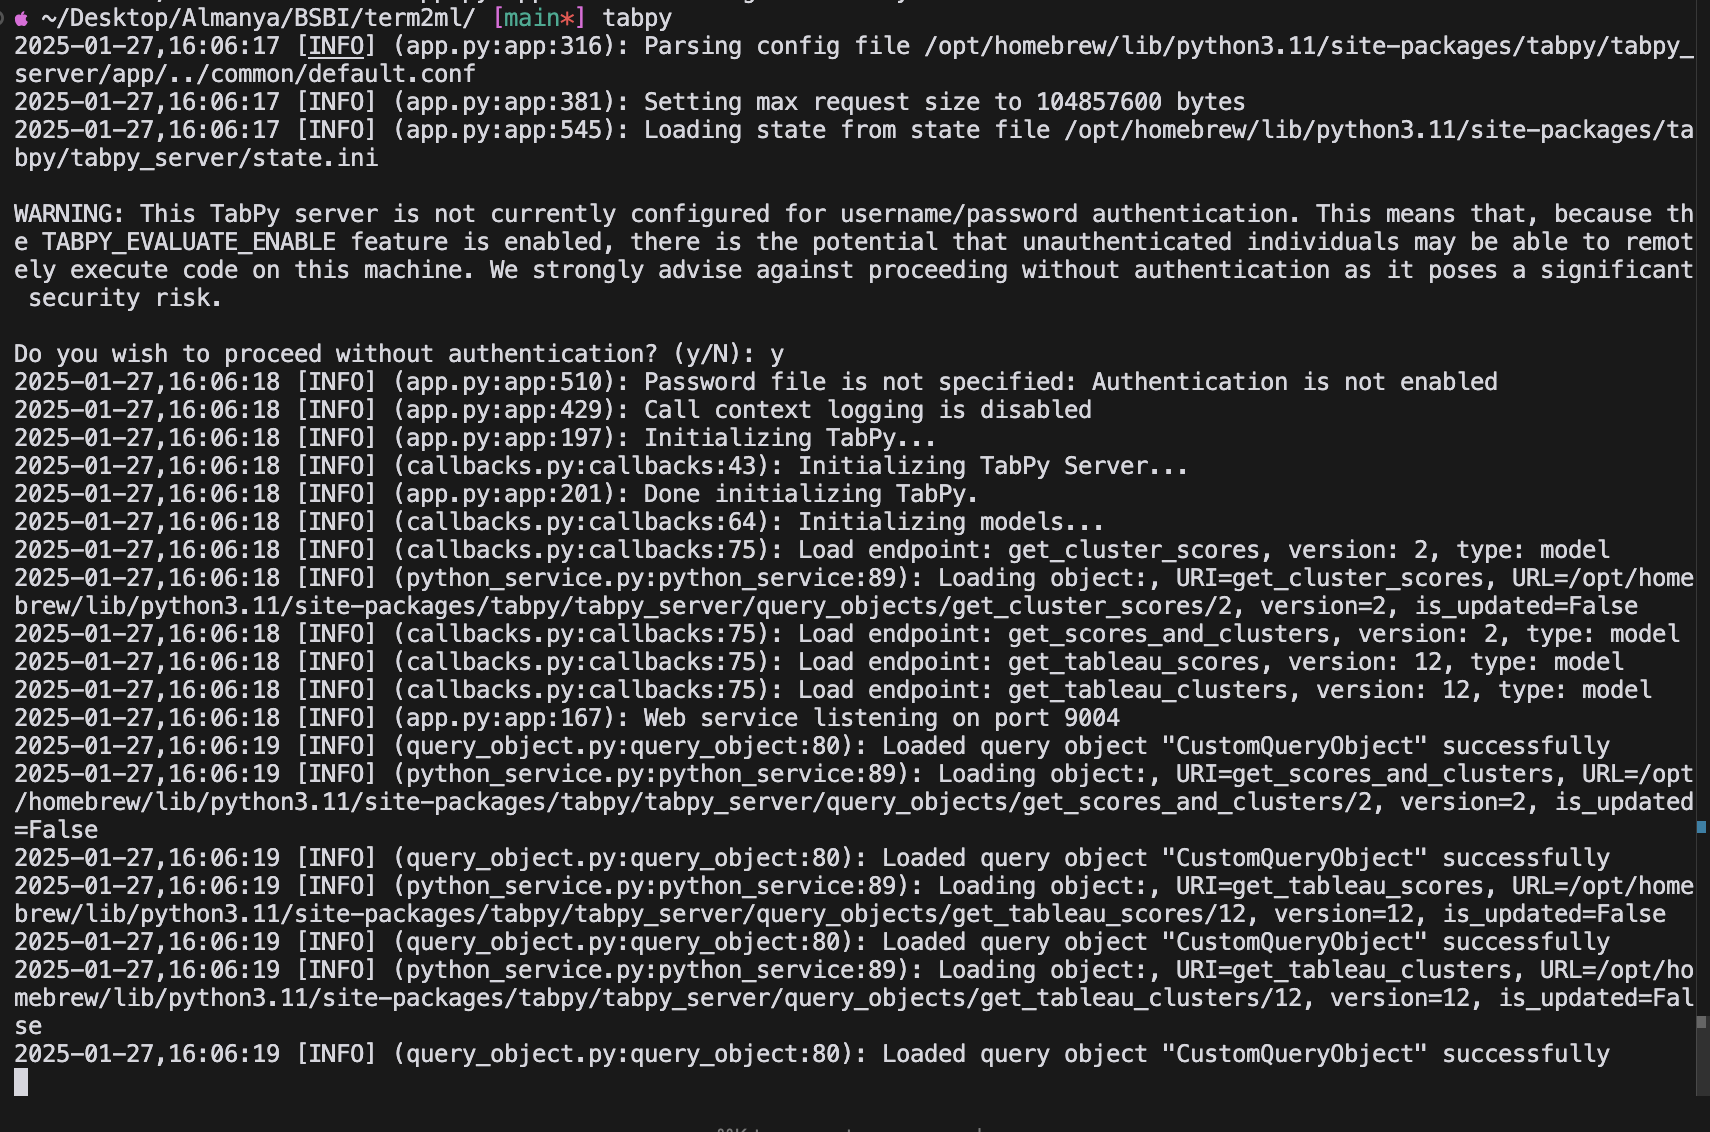 ~/Desktop/Almanya/BSBI/term2ml/ [main*] tabpy
2025-01-27,16:06:17 [INFO] (app.py:app:316): Parsing config file /opt/homebrew/lib/python3.11/site-packages/tabpy/tabpy_
server/app/../common/default.conf
2025-01-27,16:06:17 [INFO] (app.py:app:381): Setting max request size to 104857600 bytes
2025-01-27,16:06:17 [INFO] (app.py:app:545): Loading state from state file /opt/homebrew/lib/python3.11/site-packages/ta
bpy/tabpy_server/state.ini
WARNING: This TabPy server is not currently configured for username/password authentication. This means that, because th
e TABPY_EVALUATE_ENABLE feature is enabled, there is the potential that unauthenticated individuals may be able to remot
ely execute code on this machine. We strongly advise against proceeding without authentication as it poses a significant
 security risk.
Do you wish to proceed without authentication? (y/N): y
2025-01-27,16:06:18 [INFO] (app.py:app:510): Password file is not specified: Authentication is not enabled
2025-01-27,16:06:18 [INFO] (app.py:app:429): Call context logging is disabled
2025-01-27,16:06:18 [INFO] (app.py:app:197): Initializing TabPy...
2025-01-27,16:06:18 [INFO] (callbacks.py:callbacks:43): Initializing TabPy Server...
2025-01-27,16:06:18 [INFO] (app.py:app:201): Done initializing TabPy.
2025-01-27,16:06:18 [INFO] (callbacks.py:callbacks:64): Initializing models...
2025-01-27,16:06:18 [INFO] (callbacks.py:callbacks:75): Load endpoint: get_cluster_scores, version: 2, type: model
2025-01-27,16:06:18 [INFO] (python_service.py:python_service:89): Loading object:, URI=get_cluster_scores, URL=/opt/home
brew/lib/python3.11/site-packages/tabpy/tabpy_server/query_objects/get_cluster_scores/2, version=2, is_updated=False
2025-01-27,16:06:18 [INFO] (callbacks.py:callbacks:75): Load endpoint: get_scores_and_clusters, version: 2, type: model
2025-01-27,16:06:18 [INFO] (callbacks.py:callbacks:75): Load endpoint: get_tableau_scores, version: 12, type: model
2025-01-27,16:06:18 [INFO] (callbacks.py:callbacks:75): Load endpoint: get_tableau_clusters, version: 12, type: model
2025-01-27,16:06:18 [INFO] (app.py:app:167): Web service listening on port 9004
2025-01-27,16:06:19 [INFO] (query_object.py:query_object:80): Loaded query object "CustomQueryObject" successfully
2025-01-27,16:06:19 [INFO] (python_service.py:python_service:89): Loading object:, URI=get_scores_and_clusters, URL=/opt
/homebrew/lib/python3.11/site-packages/tabpy/tabpy_server/query_objects/get_scores_and_clusters/2, version=2, is_updated
=False
2025-01-27,16:06:19 [INFO] (query_object.py:query_object:80): Loaded query object "CustomQueryObject" successfully
2025-01-27,16:06:19 [INFO] (python_service.py:python_service:89): Loading object:, URI=get_tableau_scores, URL=/opt/home
brew/lib/python3.11/site-packages/tabpy/tabpy_server/query_objects/get_tableau_scores/12, version=12, is_updated=False
2025-01-27,16:06:19 [INFO] (query_object.py:query_object:80): Loaded query object "CustomQueryObject" successfully
2025-01-27,16:06:19 [INFO] (python_service.py:python_service:89): Loading object:, URI=get_tableau_clusters, URL=/opt/ho
mebrew/lib/python3.11/site-packages/tabpy/tabpy_server/query_objects/get_tableau_clusters/12, version=12, is_updated=Fal
se
2025-01-27,16:06:19 [INFO] (query_object.py:query_object:80): Loaded query object "CustomQueryObject" successfully